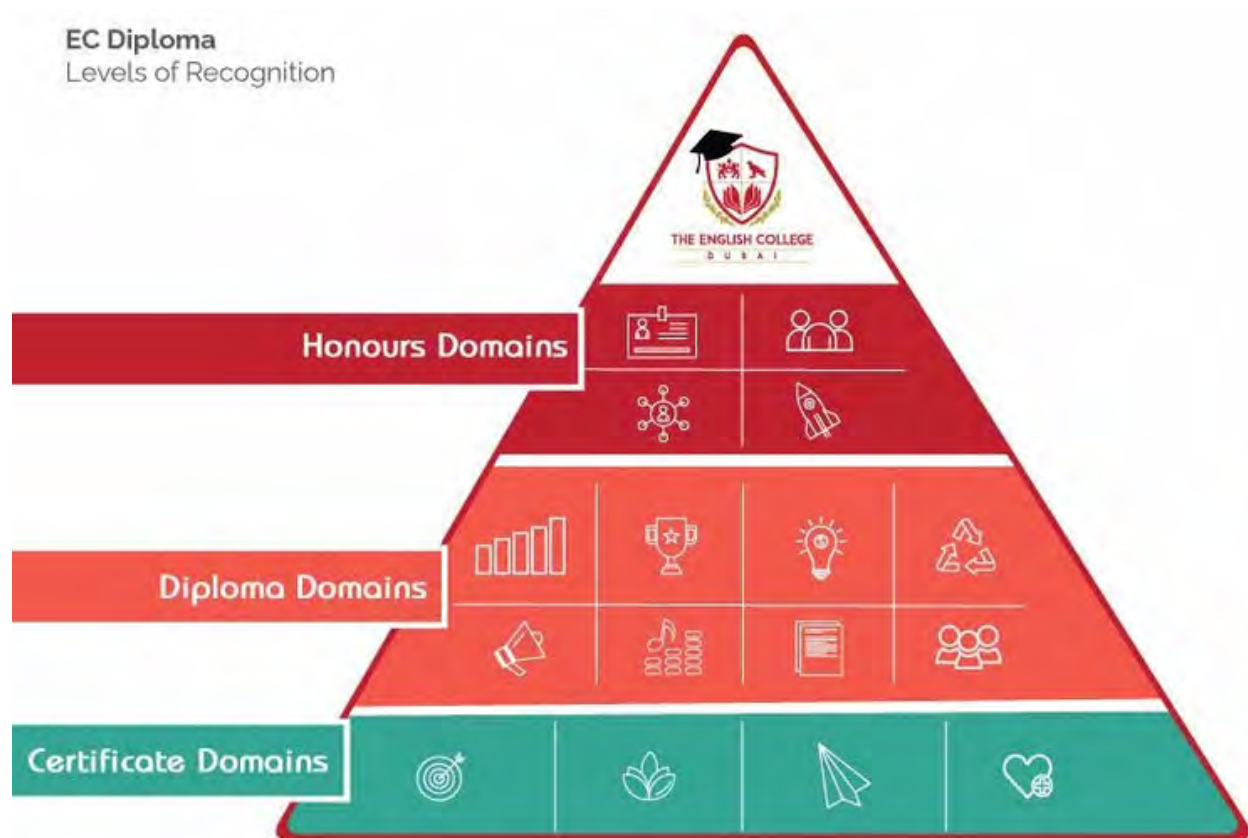 EC Diploma
Levels of Recognition
THE ENGLISH COLLEGE
DUBAI
Honours Domains
Diploma Domains
Certificate Domains